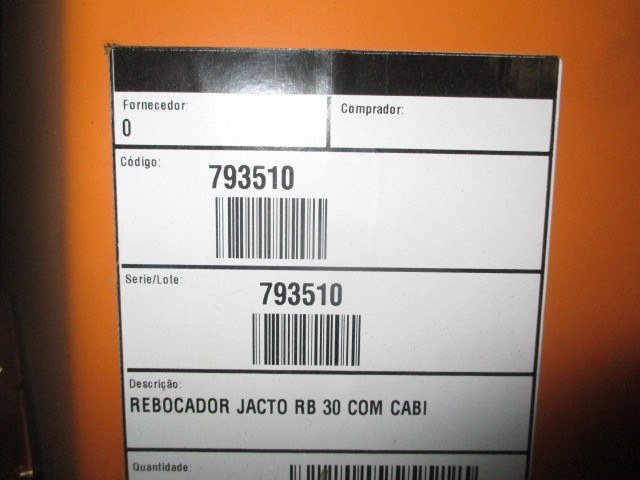 Fornecedor:
0
Comprador:
Código:
793510
Serie/Lote:
793510
Descrição:
REBOCADOR JACTO RB 30 COM CABI
Quantidade: